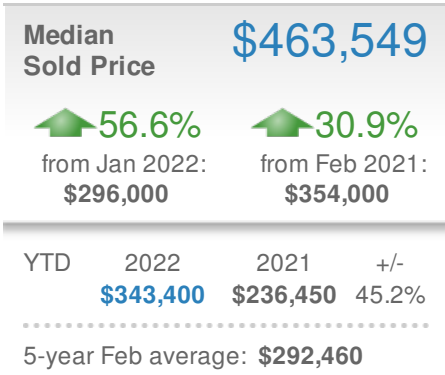 Median
Sold Price
$463,549
56.6%
from Jan 2022:
$296,000
30.9%
from Feb 2021:
$354,000
YTD 2022 2021 +/-
$343,400 $236,450 45.2%
5-year Feb average: $292,460